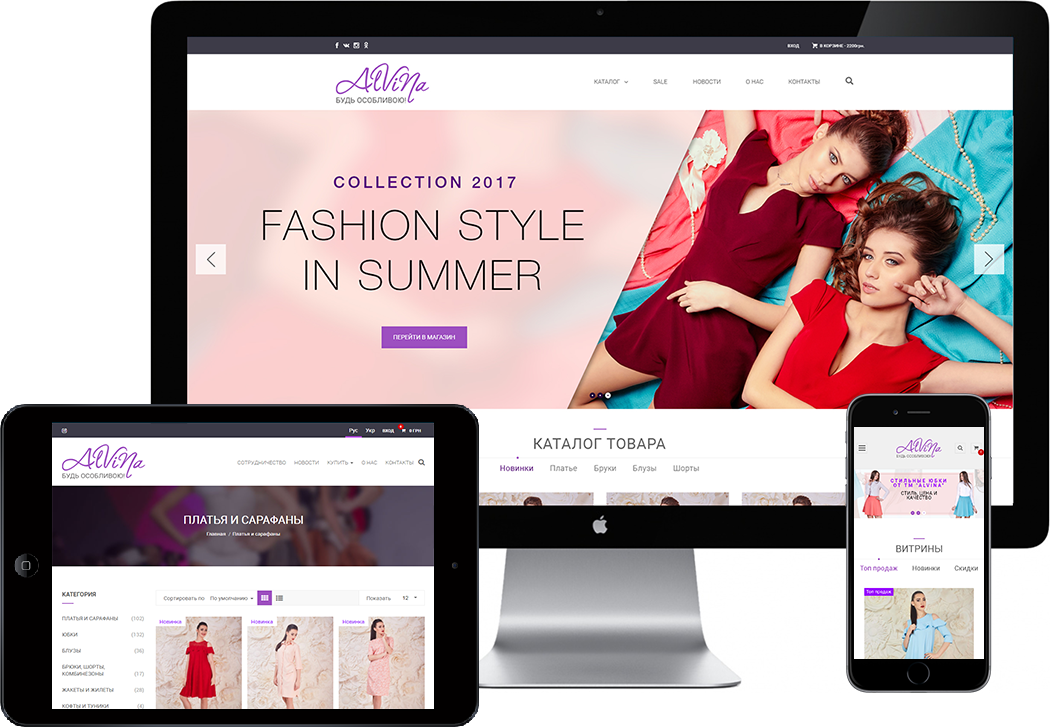 ВХОД
В КОРЗИНЕ - 2200грн.
AlViNa
БУДЬ ОСОБЛИВОЮ!
КАТАЛОГ
SALE
НОВОСТИ
О НАС
КОНТАКТЫ
COLLECTION 2017
FASHION STYLE
IN SUMMER
ПЕРЕЙТИ В МАГАЗИН
КАТАЛОГ ТОВАРА
Новинки Платье Бруки Блузы Шорты
Рус Укр ВХОД 0 ГРН
AlViNa
БУДЬ ОСОБЛИВОЮ!
СОТРУДНИЧЕСТВО НОВОСТИ КУПИТЬ О НАС КОНТАКТЫ
ПЛАТЬЯ И САРАФАНЫ
Главная / Платья и сарафаны
КАТЕГОРИЯ
ПЛАТЬЯ И САРАФАНЫ (102)
ЮБКИ (132)
БЛУЗЫ (36)
БРЮКИ, ШОРТЫ,
КОМБИНЕЗОНЫ (17)
ЖАКЕТЫ И ЖИЛЕТЫ (28)
КОФТЫ И ТУНИКИ (4)
Сортировать по По умолчанию
Показать 12
Новинка Новинка Новинка
AlViNa
БУДЬ ОСОБЛИВОЮ!
СТИЛЬНЫЕ ЮБКИ
ОТ ТМ "ALVINA"
СТИЛЬ, ЦЕНА И
КАЧЕСТВО
ВИТРИНЫ
Топ продаж Новинки Скидки
Топ продаж